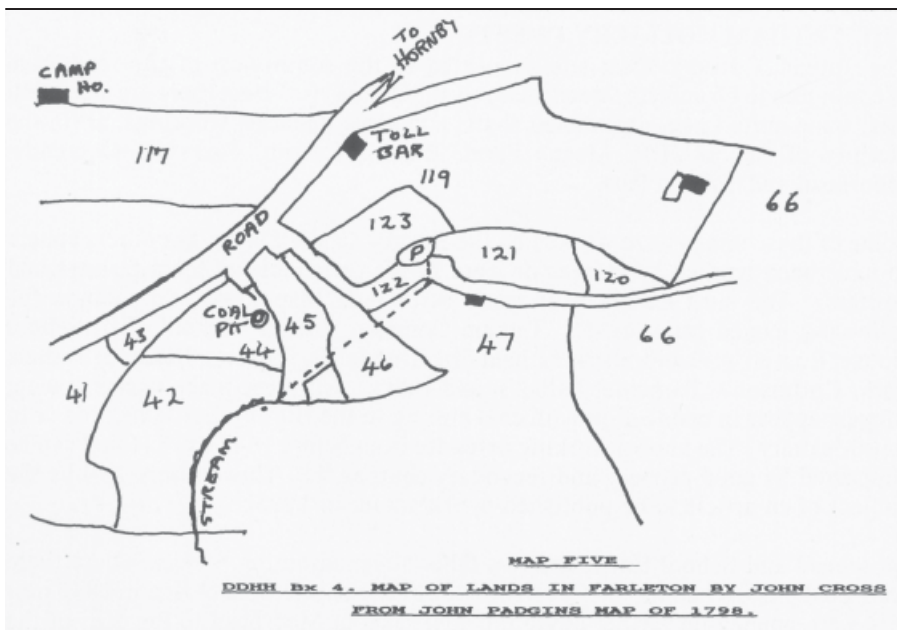 TO
HORNBY
CAMP
HO.
TOLL
BAR
117
119
66
123
ROAD
P
121
120
122
COAL
PIT
45
43
44
47
66
46
41
42
STREAM
MAP FIVE
DDHH Bx 4. MAP OF LANDS IN FARLETON BY JOHN CROSS
FROM JOHN PADGINS MAP OF 1798.